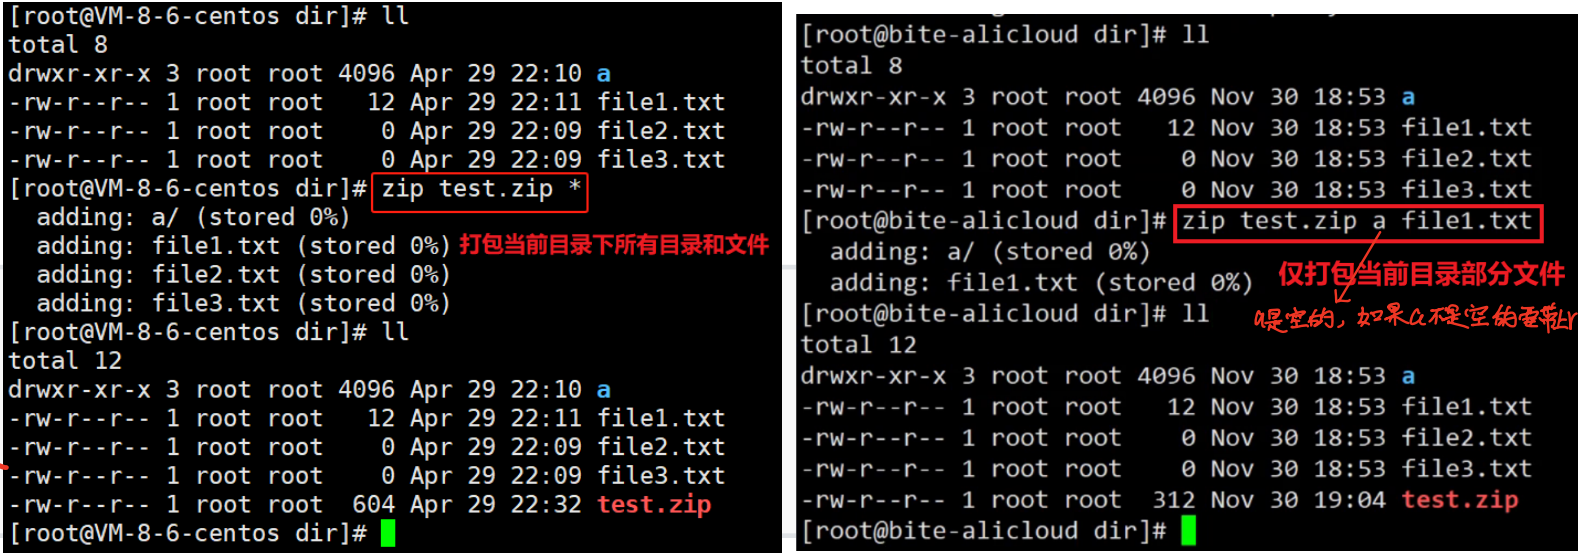 [root@VM-8-6-centos dir]# ll
total 8
drwxr-xr-x 3 root root 4096 Apr 29 22:10 a
-rw-r--r-- 1 root root   12 Apr 29 22:11 file1.txt
-rw-r--r-- 1 root root    0 Apr 29 22:09 file2.txt
-rw-r--r-- 1 root root    0 Apr 29 22:09 file3.txt
[root@VM-8-6-centos dir]# zip test.zip *
  adding: a/ (stored 0%)
  adding: file1.txt (stored 0%) 打包当前目录下所有目录和文件
  adding: file2.txt (stored 0%)
  adding: file3.txt (stored 0%)
[root@VM-8-6-centos dir]# ll
total 12
drwxr-xr-x 3 root root 4096 Apr 29 22:10 a
-rw-r--r-- 1 root root   12 Apr 29 22:11 file1.txt
-rw-r--r-- 1 root root    0 Apr 29 22:09 file2.txt
-rw-r--r-- 1 root root    0 Apr 29 22:09 file3.txt
-rw-r--r-- 1 root root  604 Apr 29 22:32 test.zip
[root@VM-8-6-centos dir]#
[root@bite-alicloud dir]# ll
total 8
drwxr-xr-x 3 root root 4096 Nov 30 18:53 a
-rw-r--r-- 1 root root   12 Nov 30 18:53 file1.txt
-rw-r--r-- 1 root root    0 Nov 30 18:53 file2.txt
-rw-r--r-- 1 root root    0 Nov 30 18:53 file3.txt
[root@bite-alicloud dir]# zip test.zip a file1.txt
  adding: a/ (stored 0%)
仅打包当前目录部分文件
  adding: file1.txt (stored 0%)
[root@bite-alicloud dir]# ll
a是空的，如果a不是空的要带上r
total 12
drwxr-xr-x 3 root root 4096 Nov 30 18:53 a
-rw-r--r-- 1 root root   12 Nov 30 18:53 file1.txt
-rw-r--r-- 1 root root    0 Nov 30 18:53 file2.txt
-rw-r--r-- 1 root root    0 Nov 30 18:53 file3.txt
-rw-r--r-- 1 root root  312 Nov 30 19:04 test.zip
[root@bite-alicloud dir]#